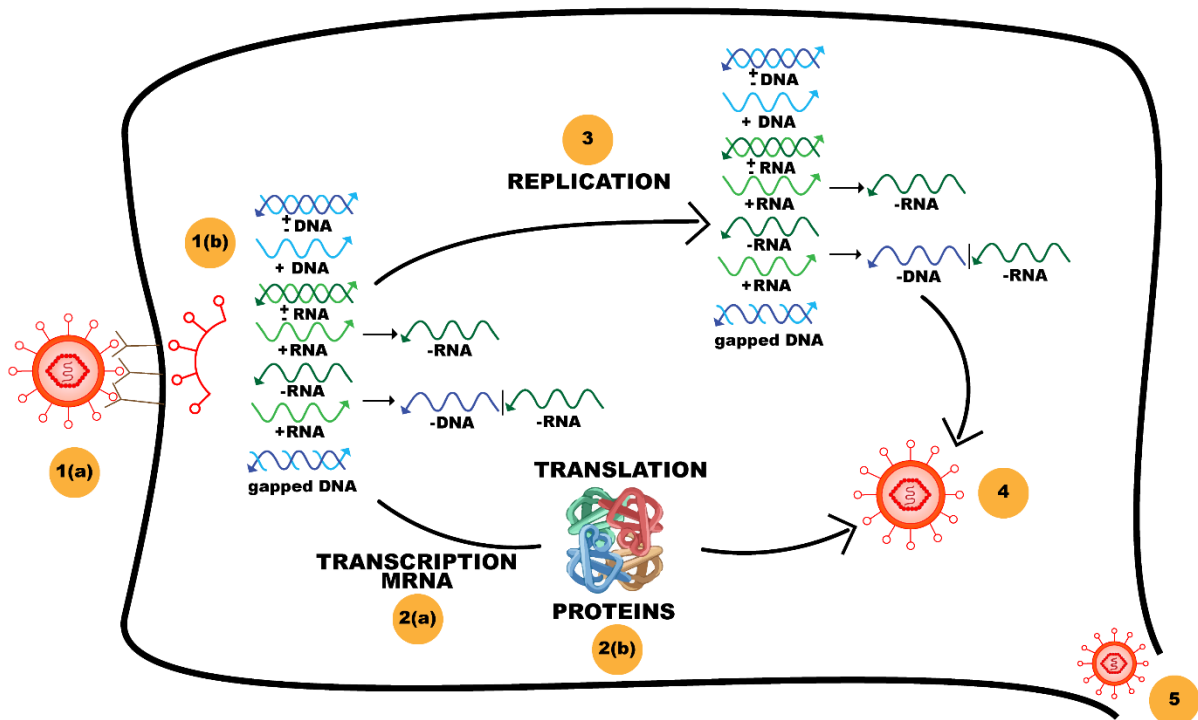 1(a)
1(b)
±DNA
+ DNA
±RNA
+RNA
-RNA
-RNA
+RNA
-DNA
-RNA
gapped DNA
3
REPLICATION
±DNA
+ DNA
±RNA
+RNA
-RNA
-RNA
+RNA
-DNA
-RNA
gapped DNA
TRANSCRIPTION
MRNA
2(a)
TRANSLATION
PROTEINS
2(b)
4
5